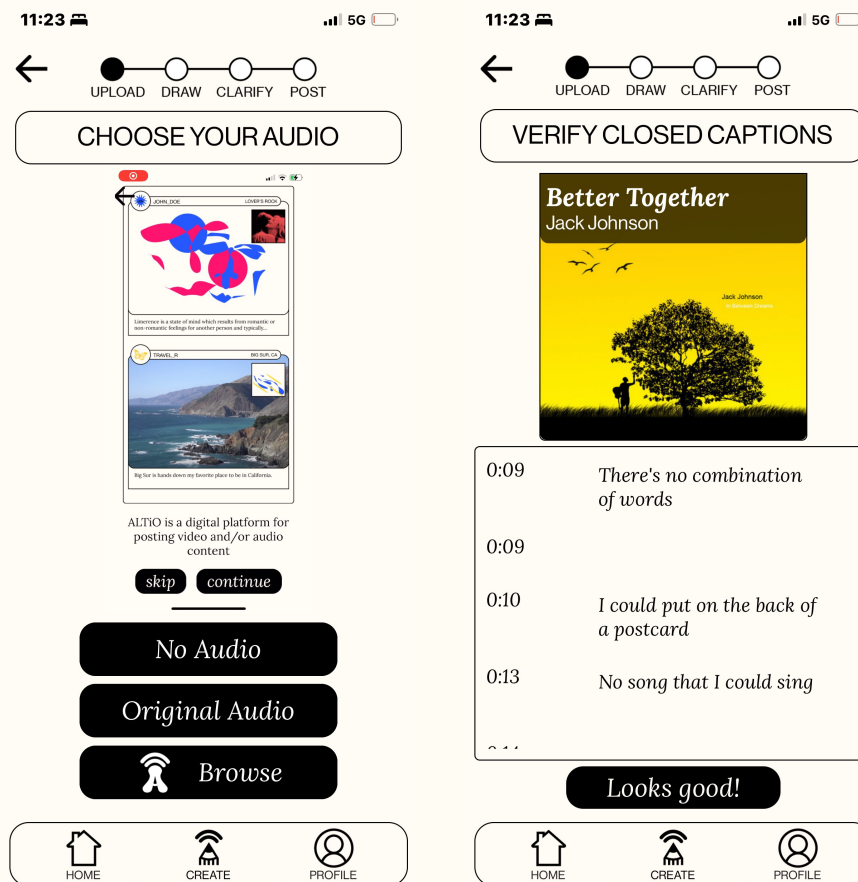 11:23
5G
UPLOAD DRAW CLARIFY POST
CHOOSE YOUR AUDIO
JOHN_DOE
LOVER'S ROCK
Limerence is a state of mind which results from romantic or
non-romantic feelings for another person and typically...
TRAVEL_R
BIG SUR, CA
Big Sur is hands down my favorite place to be in California.
ALTiO is a digital platform for
posting video and/or audio
content
skip
continue
No Audio
Original Audio
Browse
HOME
CREATE
PROFILE
11:23
5G
UPLOAD DRAW CLARIFY POST
VERIFY CLOSED CAPTIONS
Better Together
Jack Johnson
Jack Johnson
In Between Dreams
0:09 There's no combination
of words
0:09
0:10 I could put on the back of
a postcard
0:13 No song that I could sing
Looks good!
HOME
CREATE
PROFILE